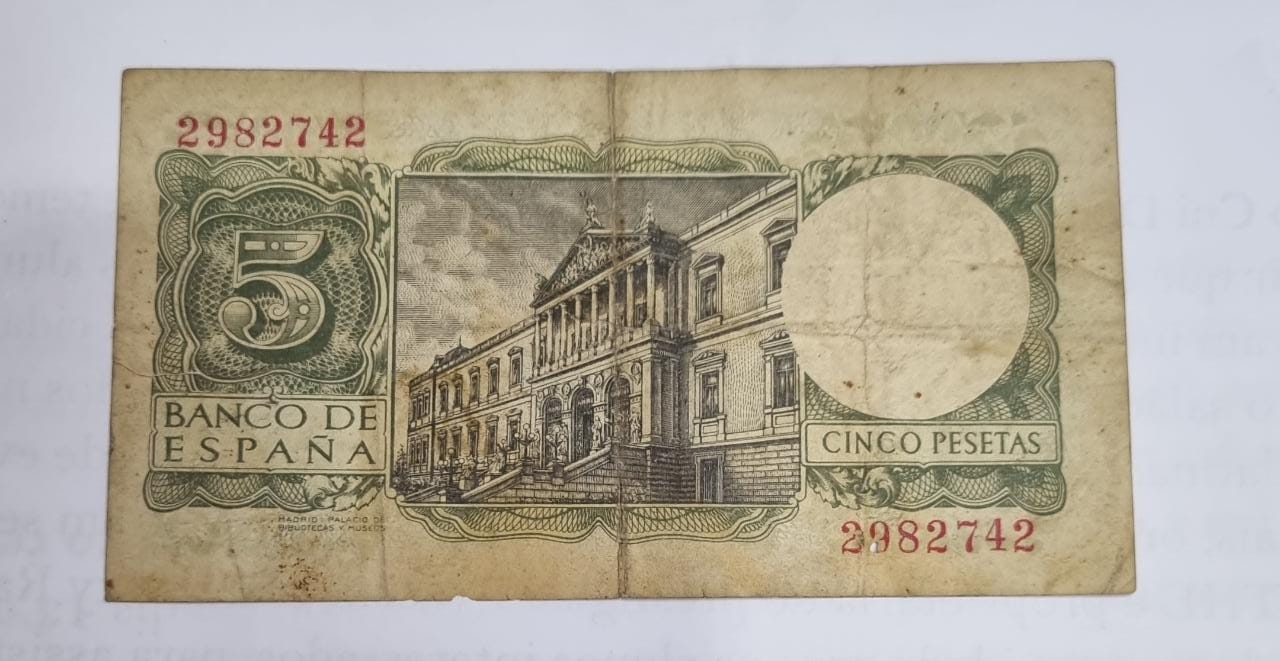 2982742
5
BANCO DE
ESPAÑA
MADRID: PALACIO DE
BIBLIOTECAS Y MUSEOS
CINCO PESETAS
2982742